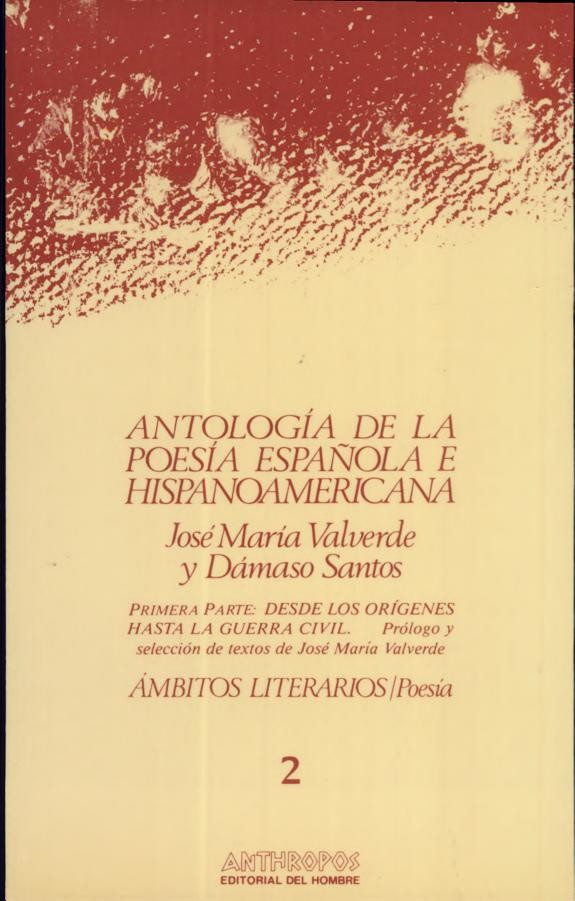 ANTOLOGÍA DE LA
POESÍA ESPAÑOLA E
HISPANOAMERICANA
José María Valverde
y Dámaso Santos
PRIMERA PARTE: DESDE LOS ORÍGENES
HASTA LA GUERRA CIVIL. Prólogo y
selección de textos de José María Valverde
ÁMBITOS LITERARIOS/Poesía
2
ANTHROPOS
EDITORIAL DEL HOMBRE